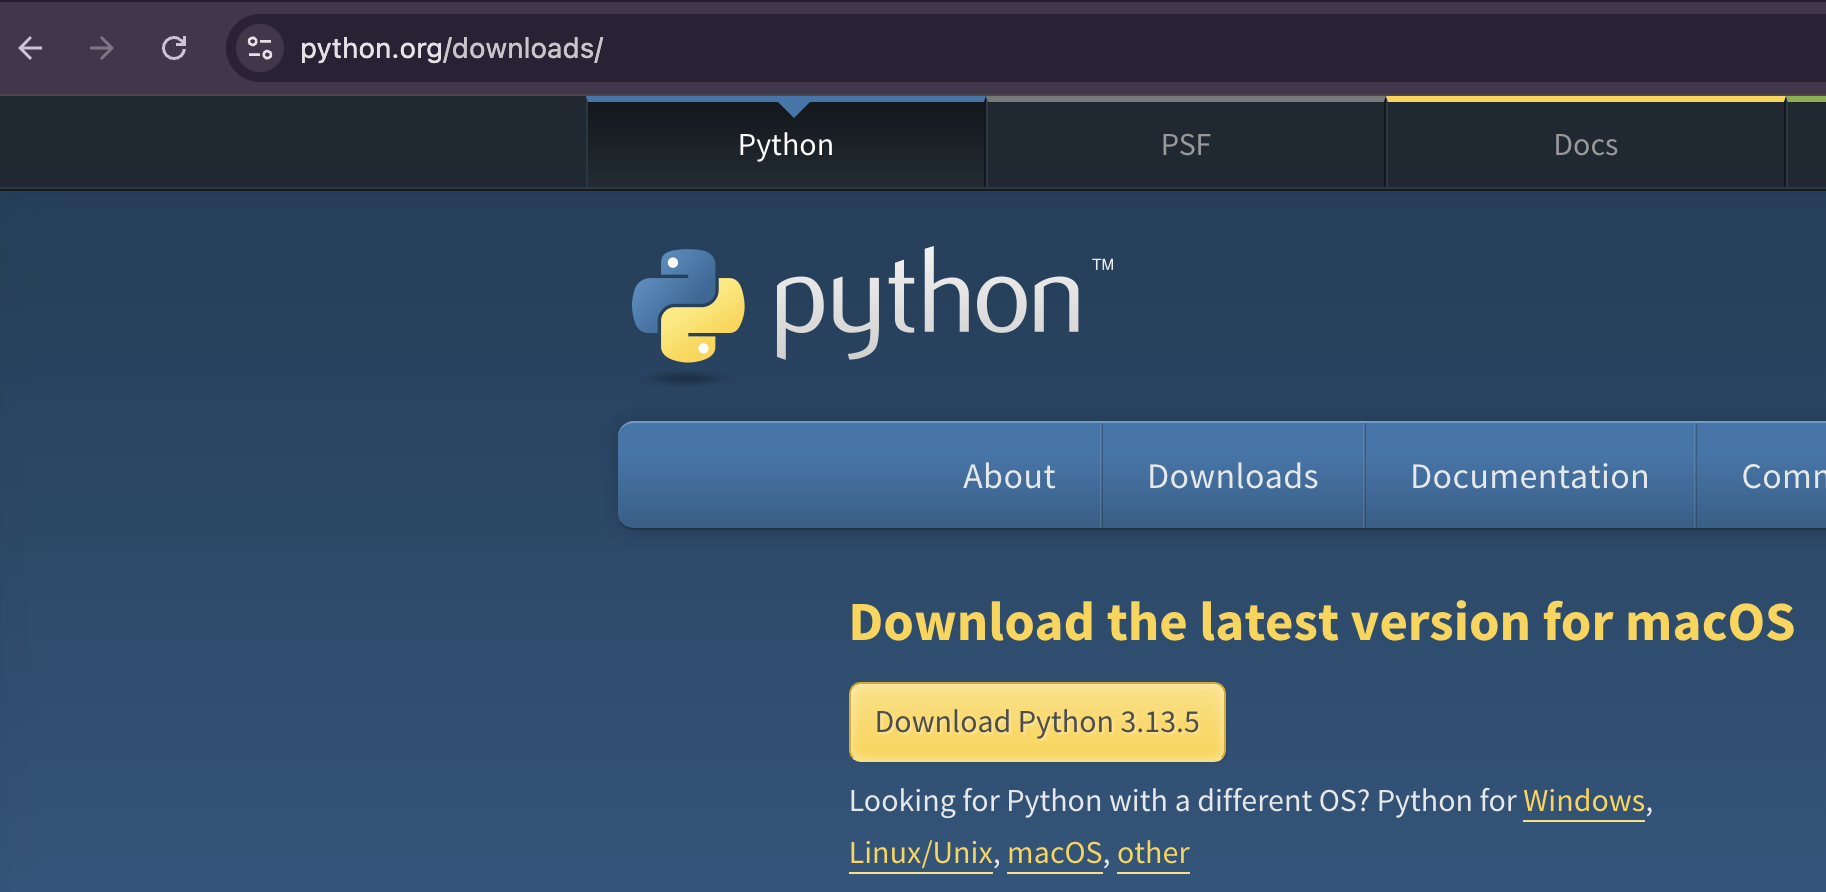 python.org/downloads/
Python
PSF
Docs
python™
About
Downloads
Documentation
Comm
Download the latest version for macOS
Download Python 3.13.5
Looking for Python with a different OS? Python for Windows,
Linux/Unix, macOS, other